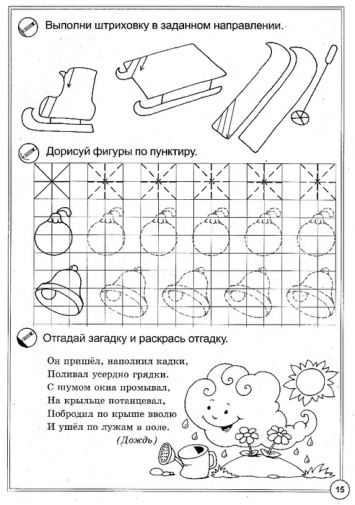 Выполни штриховку в заданном направлении.
Дорисуй фигуры по пунктиру.
Отгадай загадку и раскрась отгадку.
Он пришёл, наполнил кадки,
Поливал усердно грядки.
С шумом окна промывал,
На крыльце потанцевал,
Побродил по крыше вволю
И ушёл по лужам в поле.
(Дождь)
15